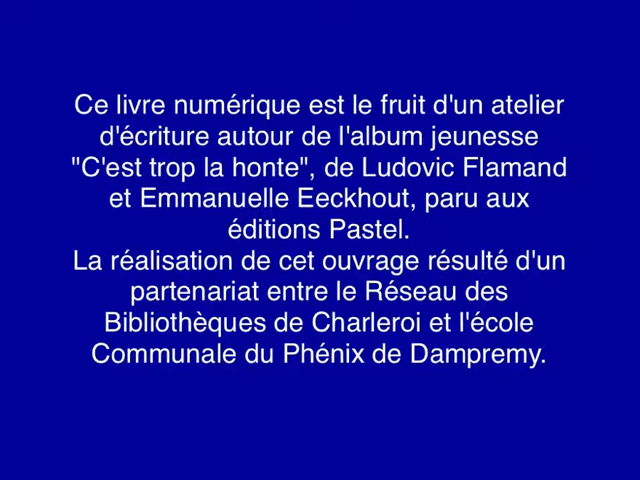 Ce livre numérique est le fruit d'un atelier
d'écriture autour de l'album jeunesse
"C'est trop la honte", de Ludovic Flamand
et Emmanuelle Eeckhout, paru aux
éditions Pastel.
La réalisation de cet ouvrage résulté d'un
partenariat entre le Réseau des
Bibliothèques de Charleroi et l'école
Communale du Phénix de Dampremy.